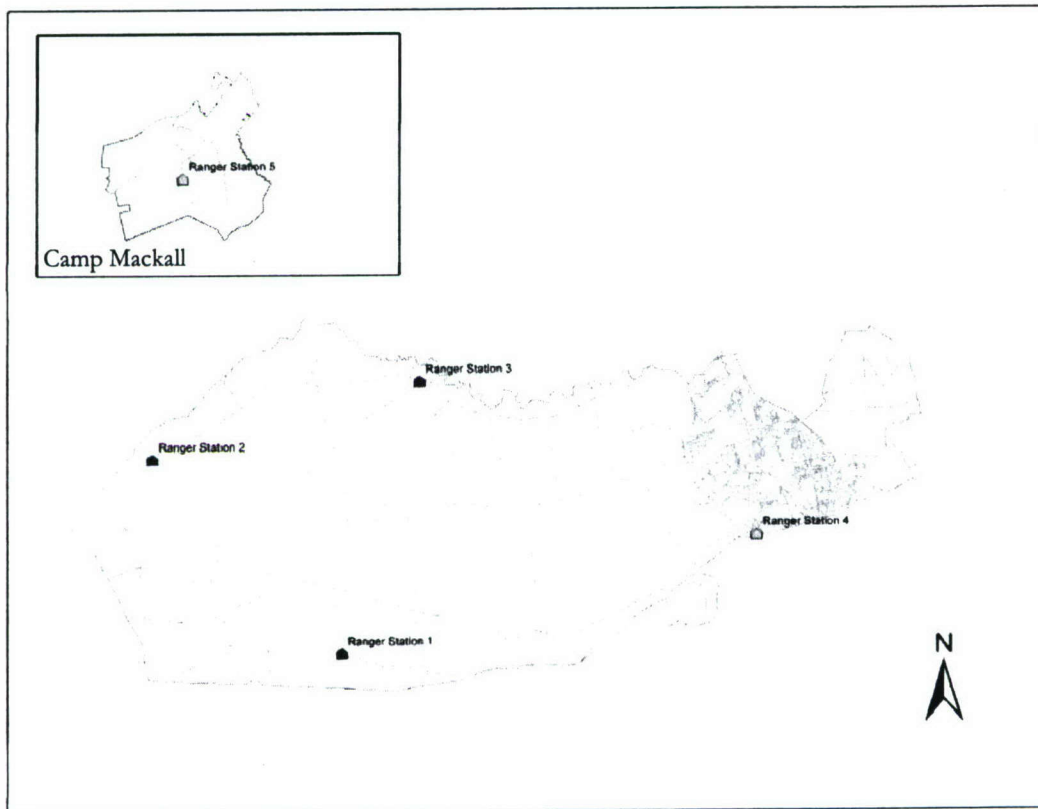 Ranger Station 5
Camp Mackall
Ranger Station 3
Ranger Station 2
Ranger Station 4
Ranger Station 1
N